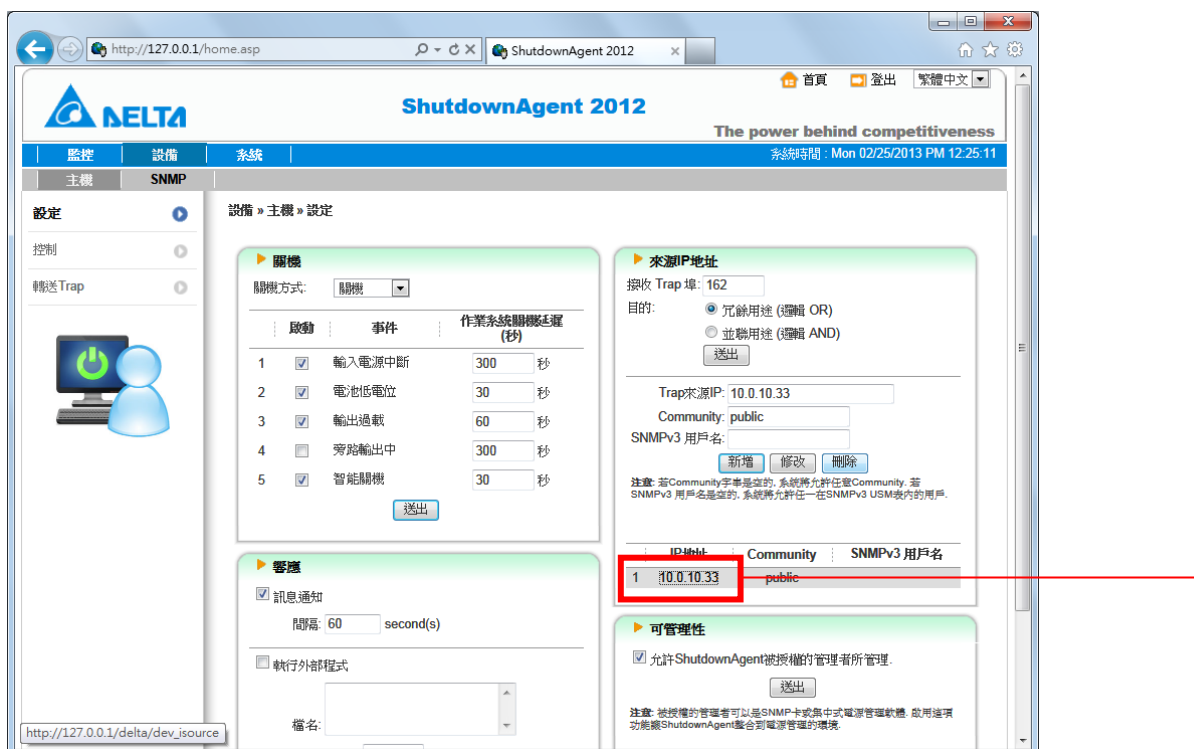 http://127.0.0.1/home.asp
ShutdownAgent 2012
首頁 登出 繁體中文
DELTA
ShutdownAgent 2012
The power behind competitiveness
監控 設備 系統
系統時間 : Mon 02/25/2013 PM 12:25:11
主機 SNMP
設定
控制
轉送Trap
設備 » 主機 » 設定
關機
關機方式: 關機
啟動 事件 作業系統關機延遲 (秒)
1 輸入電源中斷 300 秒
2 電池低電位 30 秒
3 輸出過載 60 秒
4 旁路輸出中 300 秒
5 智能關機 30 秒
送出
響應
訊息通知
間隔: 60 second(s)
執行外部程式
檔名:
來源IP地址
接收 Trap 埠: 162
目的: 冗餘用途 (邏輯 OR)
並聯用途 (邏輯 AND)
送出
Trap來源IP: 10.0.10.33
Community: public
SNMPv3 用戶名:
新增 修改 刪除
注意: 若Community字串是空的, 系統將允許任意Community. 若
SNMPv3 用戶名是空的, 系統將允許任一在SNMPv3 USM表內的用戶.
IP地址 Community SNMPv3 用戶名
1 10.0.10.33 public
可管理性
允許ShutdownAgent被授權的管理者所管理.
送出
注意: 被授權的管理者可以是SNMP卡或集中式電源管理軟體. 啟用這項
功能讓ShutdownAgent整合到電源管理的環境.
http://127.0.0.1/delta/dev_isource